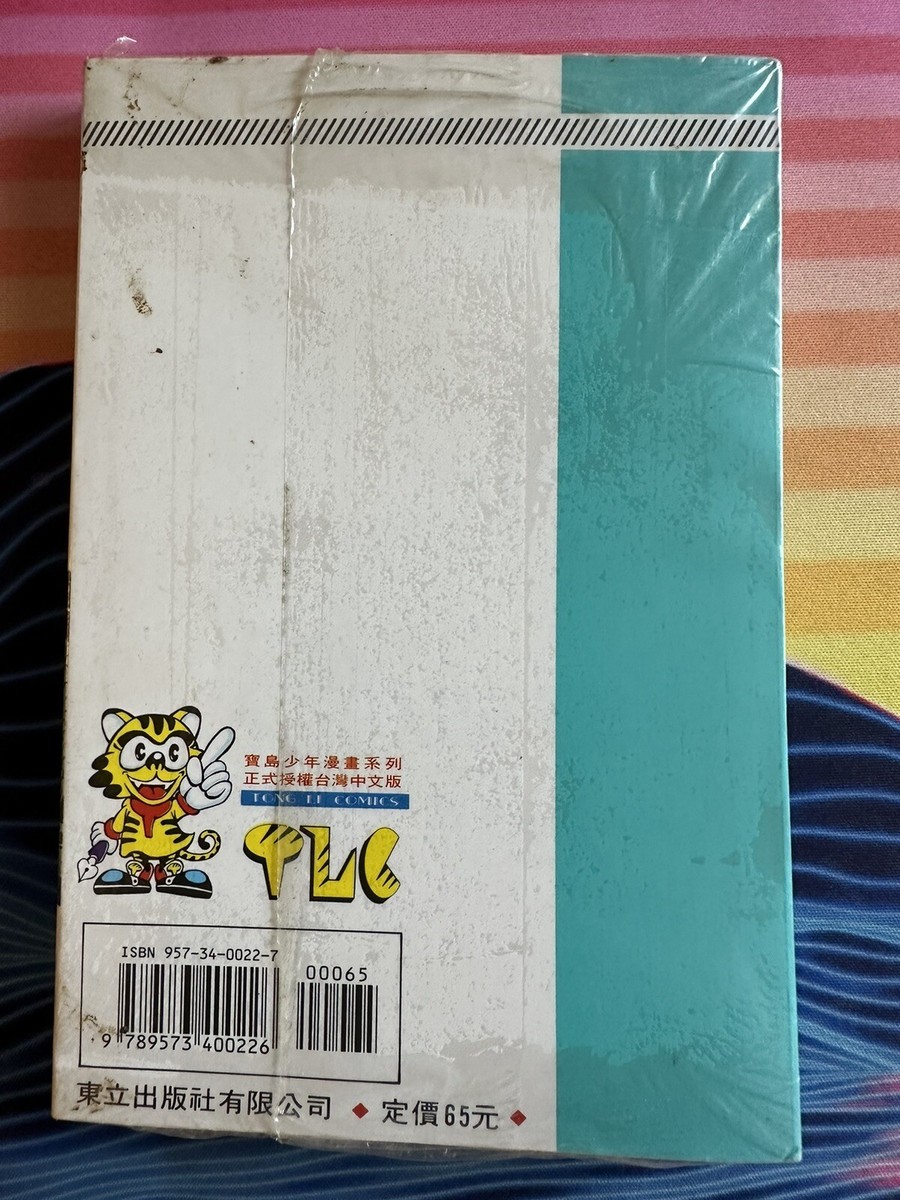 寶島少年漫畫系列
正式授權台灣中文版
TONG LI COMICS
TLC
ISBN 957-34-0022-7
00065
9 789573 400226
東立出版社有限公司 ◆ 定價65元 ◆